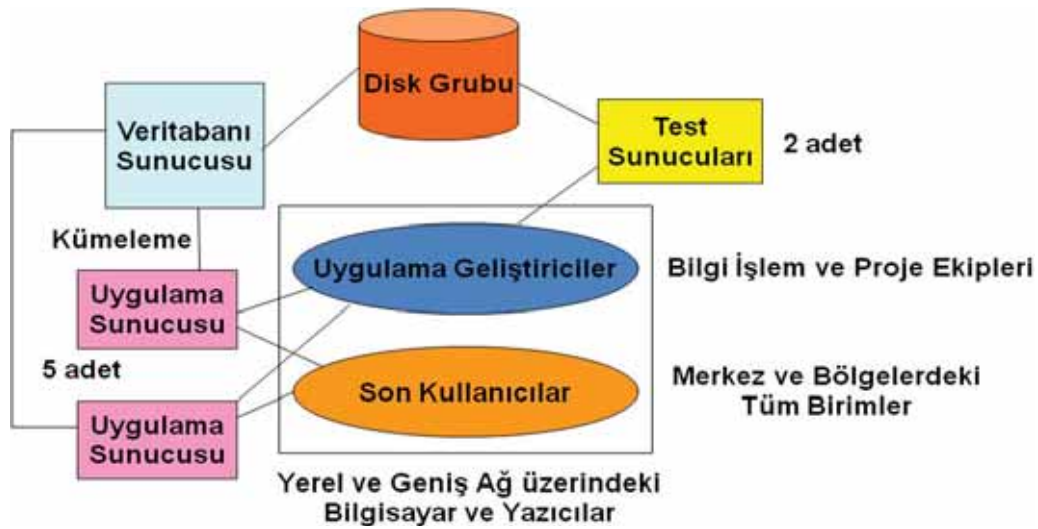 Disk Grubu
Veritabanı
Sunucusu
Test
Sunucuları
2 adet
Kümeleme
Uygulama Geliştiriciler
Bilgi İşlem ve Proje Ekipleri
Uygulama
Sunucusu
5 adet
Son Kullanıcılar
Merkez ve Bölgelerdeki
Tüm Birimler
Uygulama
Sunucusu
Yerel ve Geniş Ağ üzerindeki
Bilgisayar ve Yazıcılar